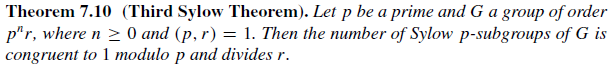 Theorem 7.10 (Third Sylow Theorem). Let p be a prime and G a group of order
pⁿr, where n ≥ 0 and (p, r) = 1. Then the number of Sylow p-subgroups of G is
congruent to 1 modulo p and divides r.